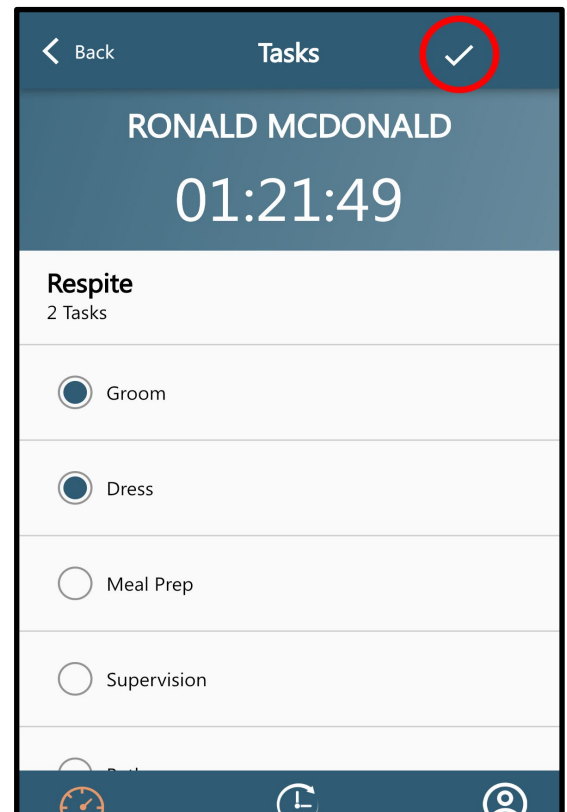 Back
Tasks
RONALD MCDONALD
01:21:49
Respite
2 Tasks
Groom
Dress
Meal Prep
Supervision